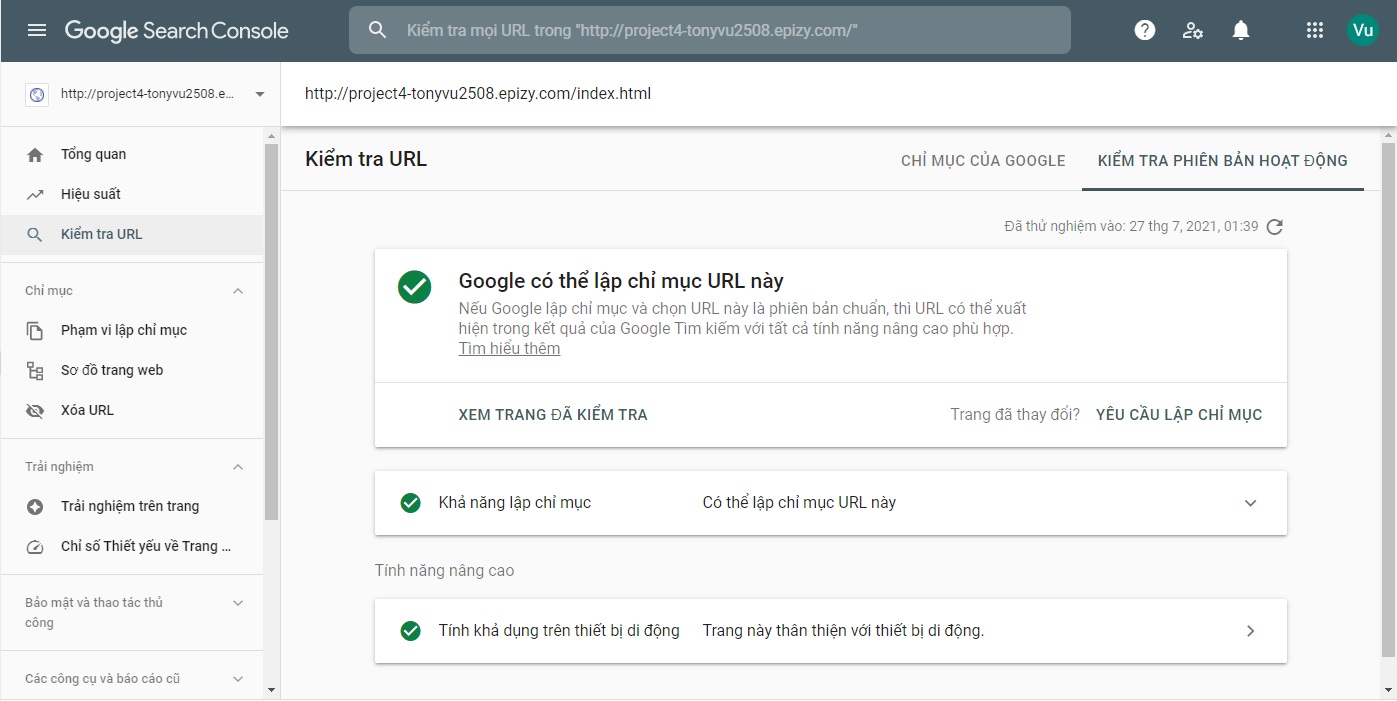 Google Search Console
Kiểm tra mọi URL trong "http://project4-tonyvu2508.epizy.com/"
Vu
http://project4-tonyvu2508.e...
http://project4-tonyvu2508.epizy.com/index.html
Tổng quan
Hiệu suất
Kiểm tra URL
Chỉ mục
Phạm vi lập chỉ mục
Sơ đồ trang web
Xóa URL
Trải nghiệm
Trải nghiệm trên trang
Chỉ số Thiết yếu về Trang ...
Bảo mật và thao tác thủ
công
Các công cụ và báo cáo cũ
Kiểm tra URL
CHỈ MỤC CỦA GOOGLE
KIỂM TRA PHIÊN BẢN HOẠT ĐỘNG
Đã thử nghiệm vào: 27 thg 7, 2021, 01:39
Google có thể lập chỉ mục URL này
Nếu Google lập chỉ mục và chọn URL này là phiên bản chuẩn, thì URL có thể xuất
hiện trong kết quả của Google Tìm kiếm với tất cả tính năng nâng cao phù hợp.
Tìm hiểu thêm
XEM TRANG ĐÃ KIỂM TRA
Trang đã thay đổi? YÊU CẦU LẬP CHỈ MỤC
Khả năng lập chỉ mục
Có thể lập chỉ mục URL này
Tính năng nâng cao
Tính khả dụng trên thiết bị di động
Trang này thân thiện với thiết bị di động.